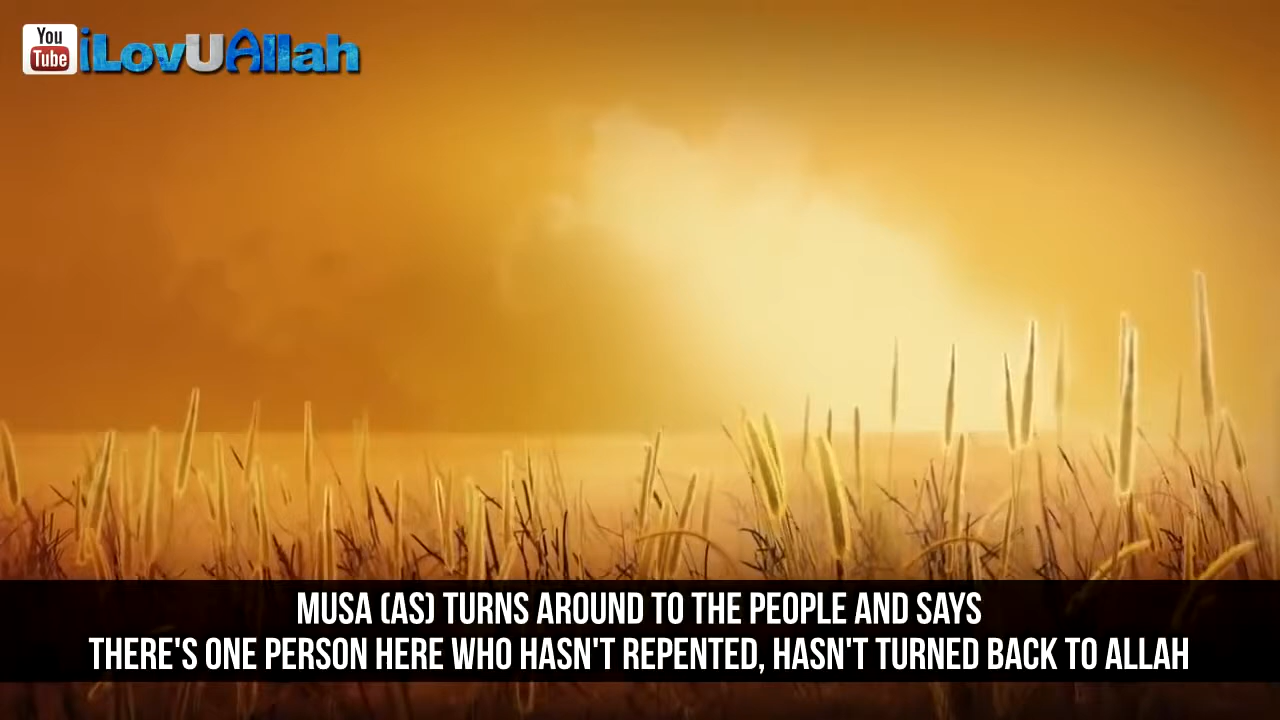 You
Tube
iLovUAllah
MUSA (AS) TURNS AROUND TO THE PEOPLE AND SAYS
THERE'S ONE PERSON HERE WHO HASN'T REPENTED, HASN'T TURNED BACK TO ALLAH